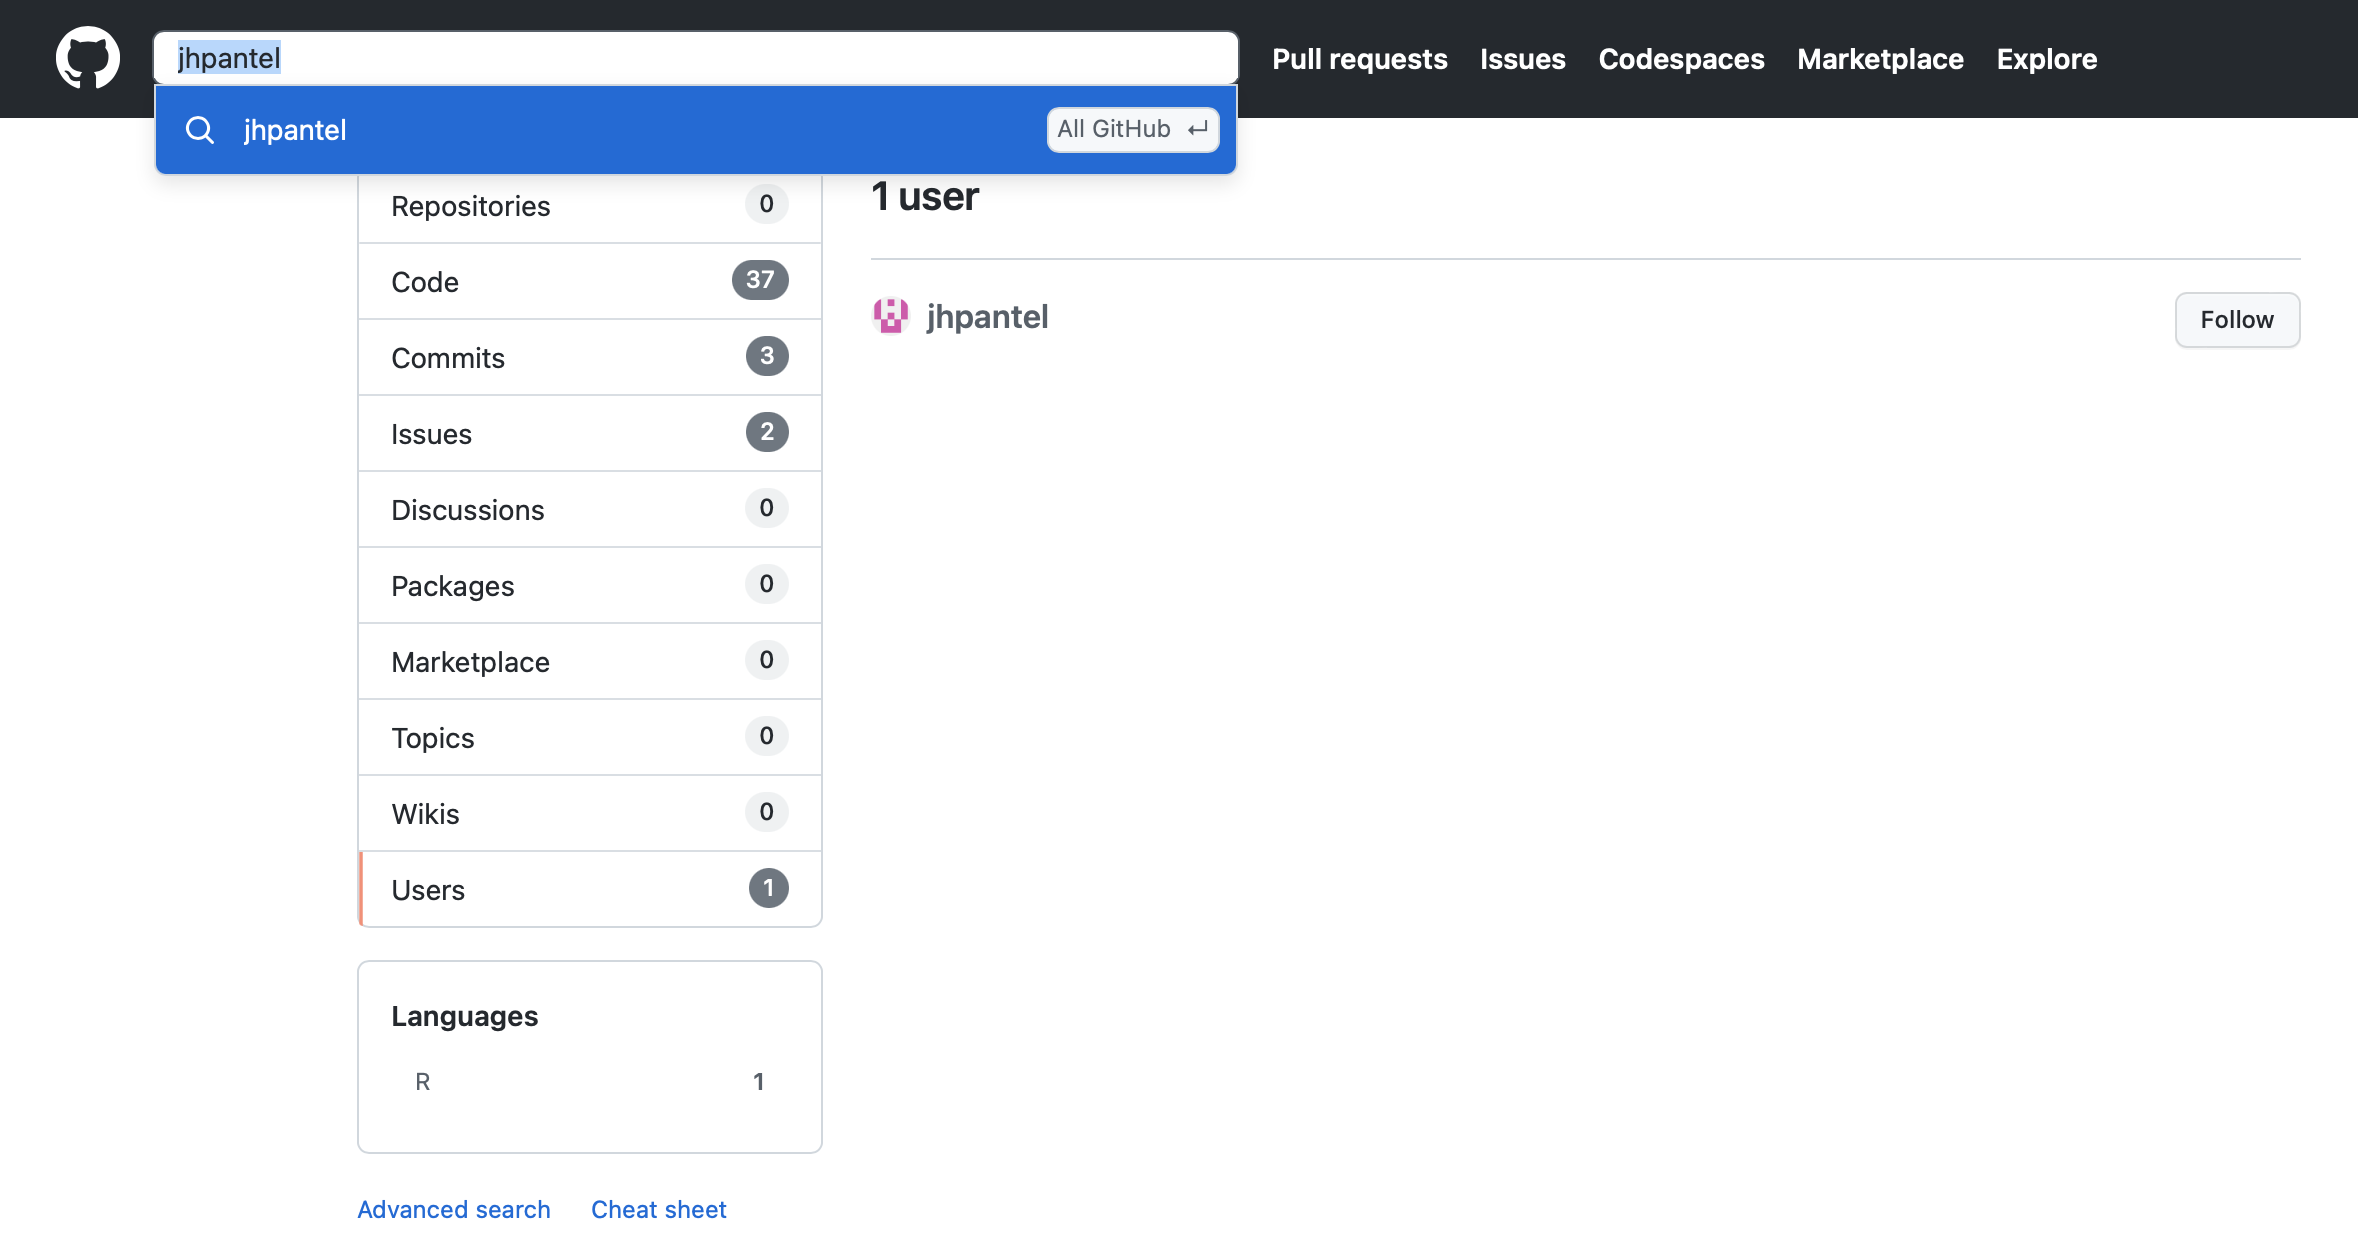 jhpantel
Pull requests Issues Codespaces Marketplace Explore
jhpantel All GitHub
Repositories 0
Code 37
Commits 3
Issues 2
Discussions 0
Packages 0
Marketplace 0
Topics 0
Wikis 0
Users 1
Languages
R 1
Advanced search Cheat sheet
1 user
jhpantel Follow